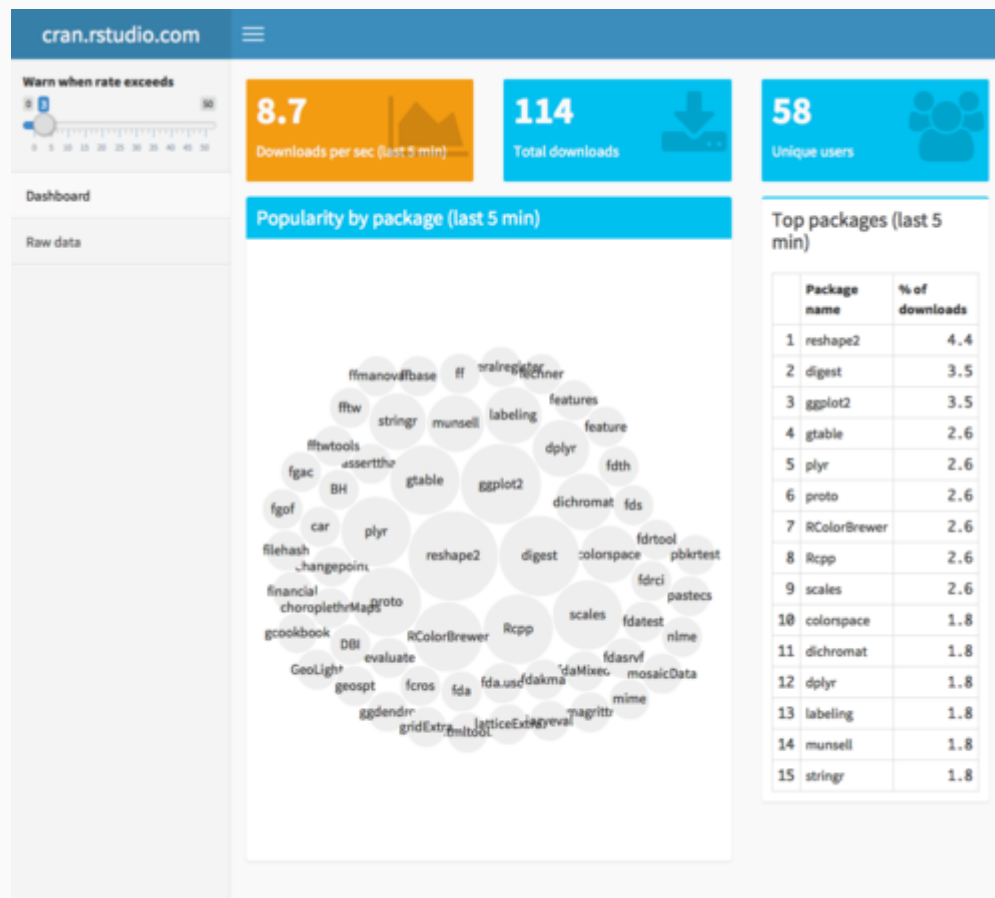 cran.rstudio.com
Warn when rate exceeds
0 3 50
0 5 10 15 20 25 30 35 40 45 50
Dashboard
Raw data
8.7
Downloads per sec (last 5 min)
114
Total downloads
58
Unique users
Popularity by package (last 5 min)
ffmanova ffbase ff
fftw stringr munsell labeling features
feature
fftwtools dplyr
fgac gtable ggplot2 fdth
BH dichromat fds
fgof
car plyr fdrtool
filehash reshape2 digest colorspace pbkrtest
changepoint
financial fdrci
choroplethrMaps proto pastecs
scales fdatest
gcookbook DBI RColorBrewer Rcpp nlme
evaluate fdasrvf
GeoLight fdaMixed mosaicData
geospt fcros fda fda.usc fdakma
mime
ggdendro magrittr
gridExtra latticeExtra
Top packages (last 5
min)
Package
name
% of
downloads
1 reshape2 4.4
2 digest 3.5
3 ggplot2 3.5
4 gtable 2.6
5 plyr 2.6
6 proto 2.6
7 RColorBrewer 2.6
8 Rcpp 2.6
9 scales 2.6
10 colorspace 1.8
11 dichromat 1.8
12 dplyr 1.8
13 labeling 1.8
14 munsell 1.8
15 stringr 1.8